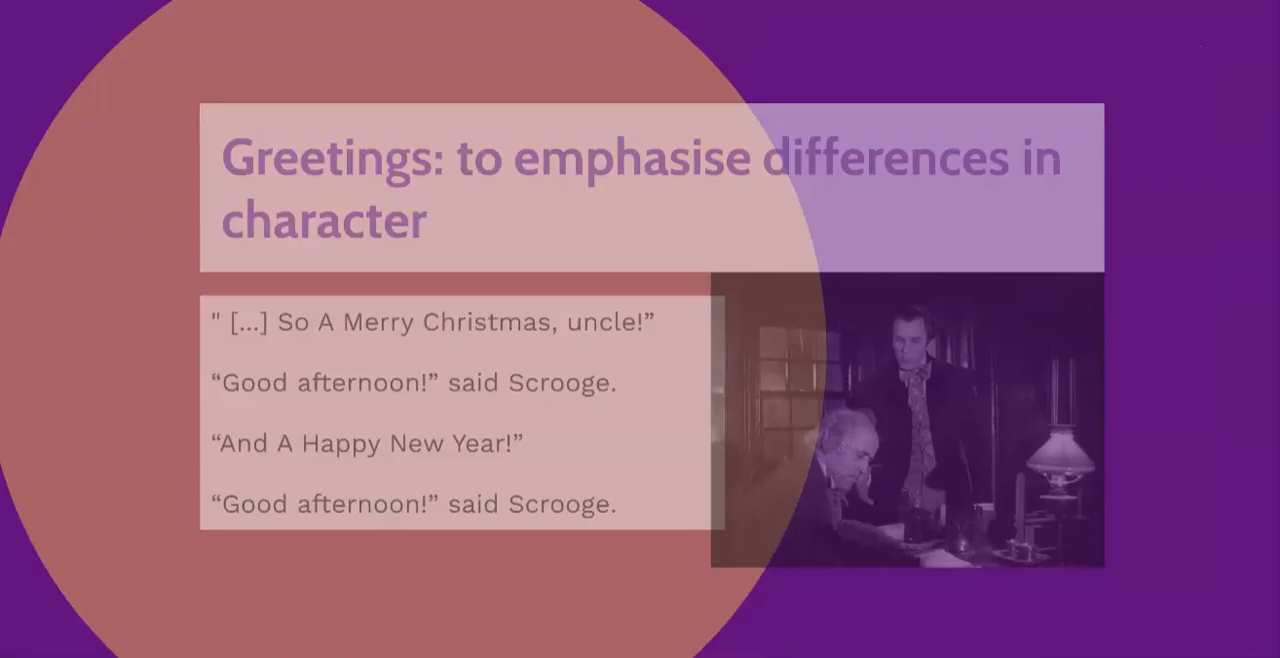 Greetings: to emphasise differences in
character
" [...] So A Merry Christmas, uncle!”
“Good afternoon!” said Scrooge.
“And A Happy New Year!”
“Good afternoon!” said Scrooge.